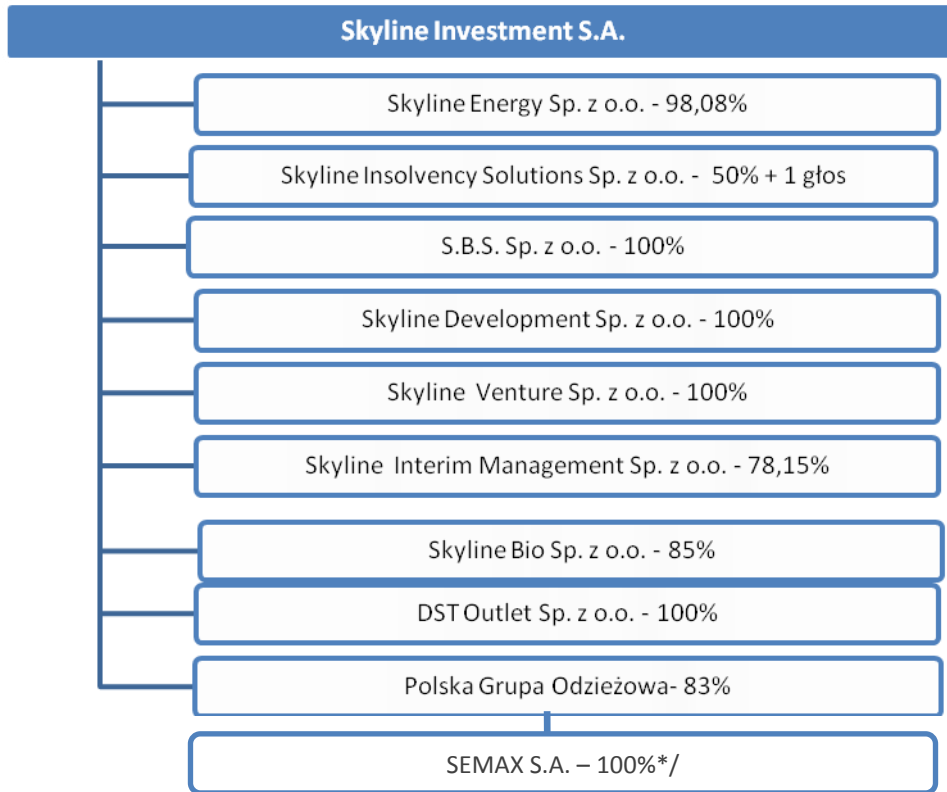 Skyline Investment S.A.
Skyline Energy Sp. z o.o. - 98,08%
Skyline Insolvency Solutions Sp. z o.o. - 50% + 1 głos
S.B.S. Sp. z o.o. - 100%
Skyline Development Sp. z o.o. - 100%
Skyline Venture Sp. z o.o. - 100%
Skyline Interim Management Sp. z o.o. - 78,15%
Skyline Bio Sp. z o.o. - 85%
DST Outlet Sp. z o.o. - 100%
Polska Grupa Odzieżowa- 83%
SEMAX S.A. – 100%*/